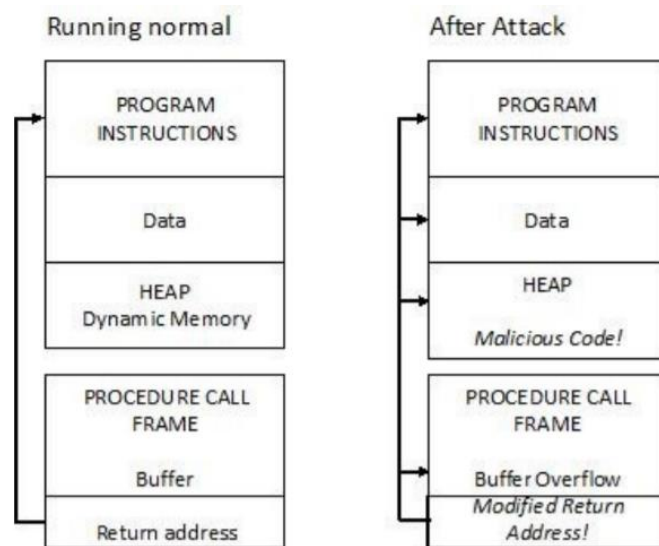 Running normal
PROGRAM
INSTRUCTIONS
Data
HEAP
Dynamic Memory
PROCEDURE CALL
FRAME
Buffer
Return address
After Attack
PROGRAM
INSTRUCTIONS
Data
HEAP
Malicious Code!
PROCEDURE CALL
FRAME
Buffer Overflow
Modified Return
Address!